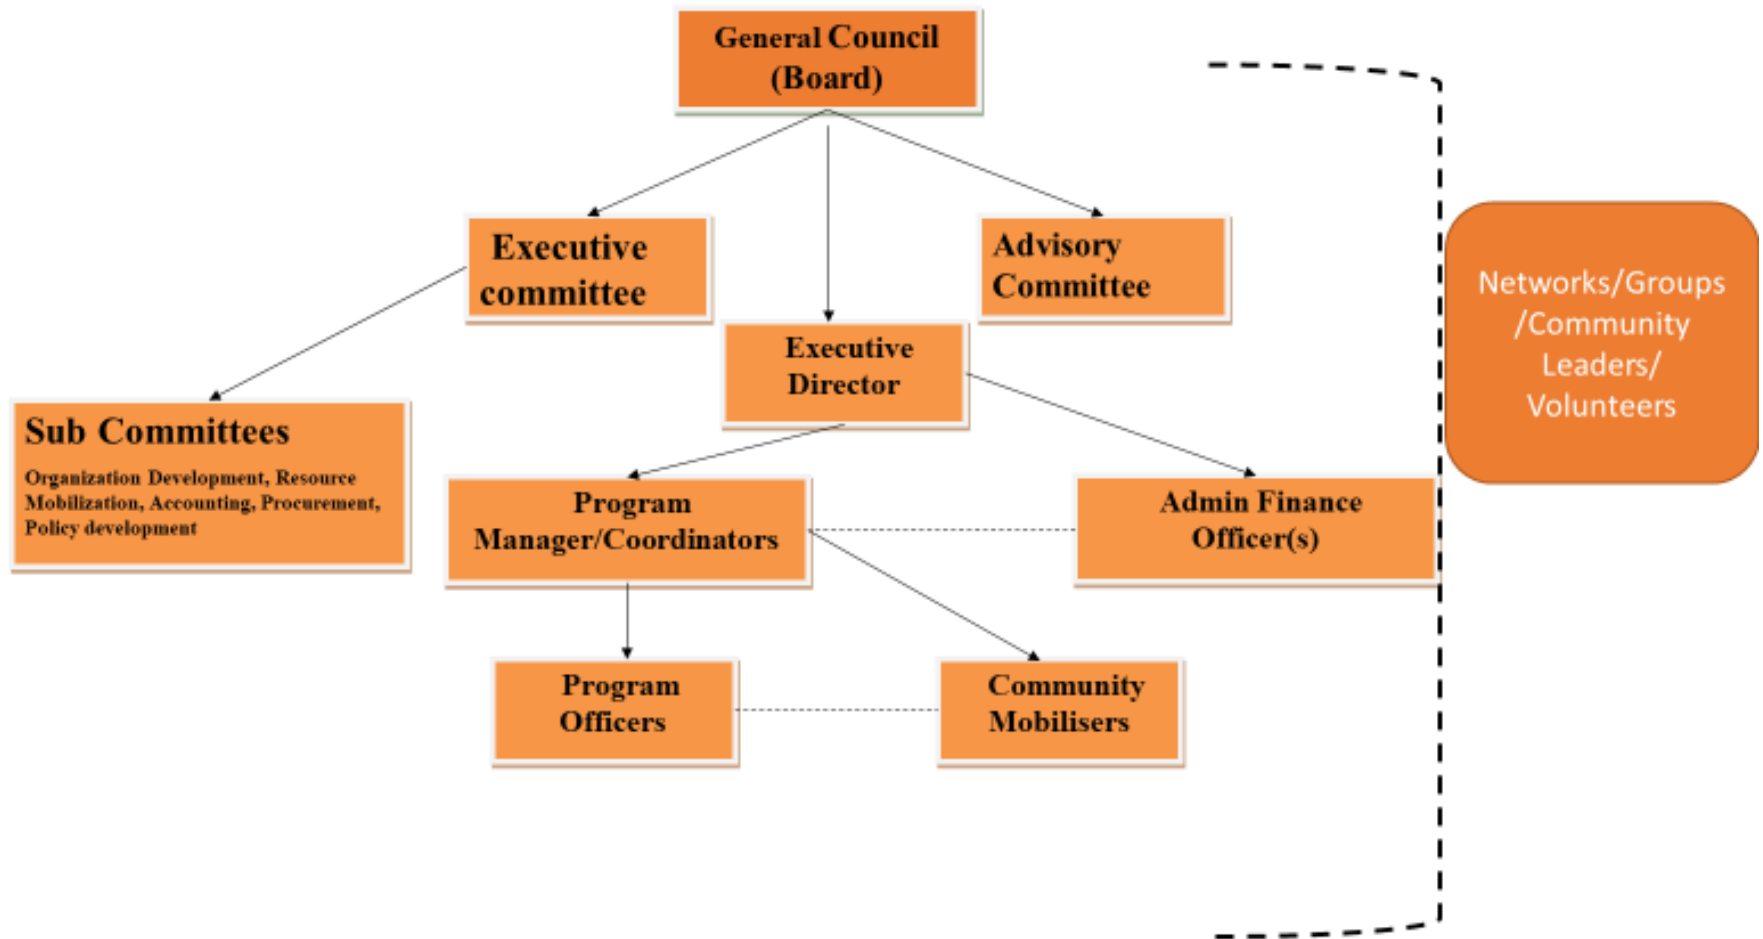 General Council
(Board)
Executive
committee
Advisory
Committee
Networks/Groups
/Community
Leaders/
Volunteers
Executive
Director
Sub Committees
Organization Development, Resource
Mobilization, Accounting, Procurement,
Policy development
Program
Manager/Coordinators
Admin Finance
Officer(s)
Program
Officers
Community
Mobilisers